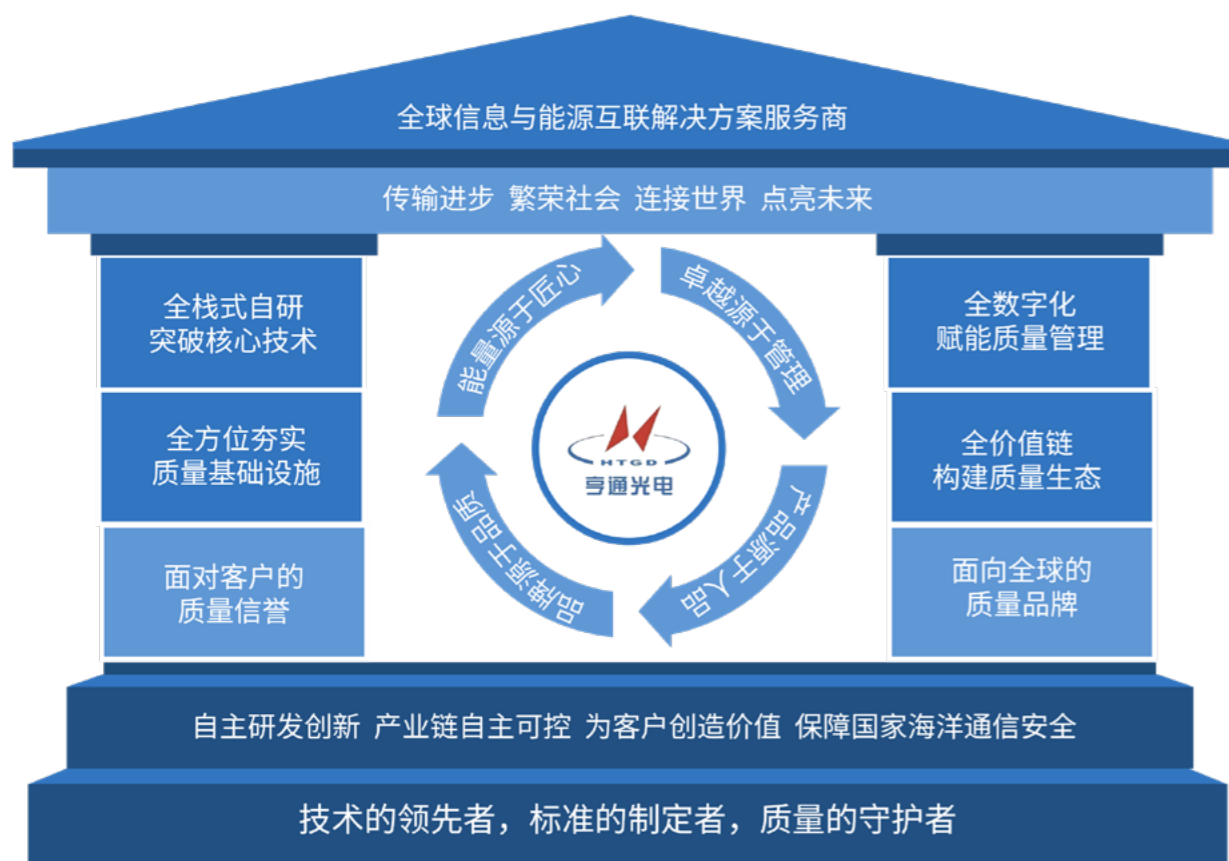 全球信息与能源互联解决方案服务商
传输进步 繁荣社会 连接世界 点亮未来
全栈式自研
突破核心技术
全方位夯实
质量基础设施
面对客户的
质量信誉
能量源于匠心
卓越源于管理
产品源于人品
品牌源于品质
HTGD
亨通光电
全数字化
赋能质量管理
全价值链
构建质量生态
面向全球的
质量品牌
自主研发创新 产业链自主可控 为客户创造价值 保障国家海洋通信安全
技术的领先者，标准的制定者，质量的守护者